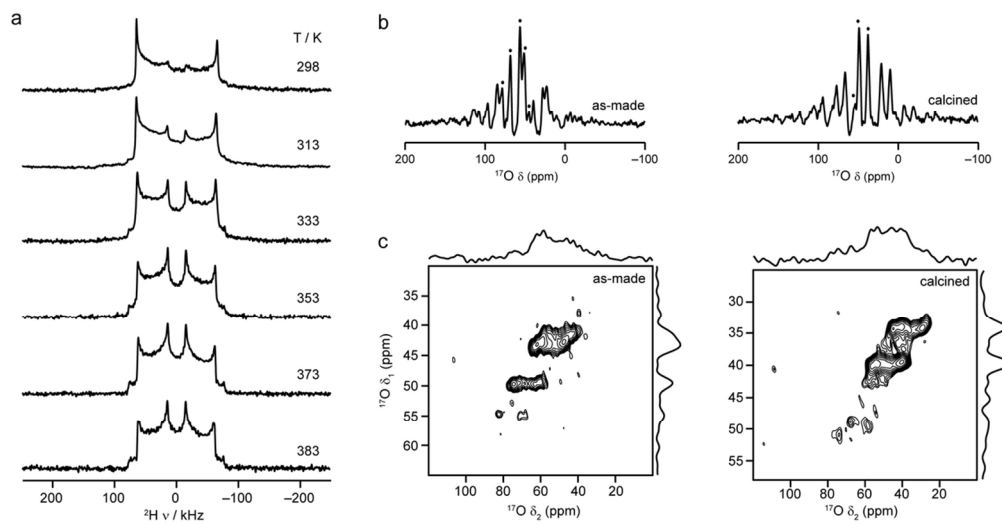 a
T / K
298
313
333
353
373
383
200 100 0 −100 −200
²H ν / kHz
b
as-made
200 100 0 −100
¹⁷O δ (ppm)
calcined
200 100 0 −100
¹⁷O δ (ppm)
c
as-made
35
40
45
50
55
60
¹⁷O δ₁ (ppm)
100 80 60 40 20
¹⁷O δ₂ (ppm)
calcined
30
35
40
45
50
55
¹⁷O δ₁ (ppm)
100 80 60 40 20
¹⁷O δ₂ (ppm)